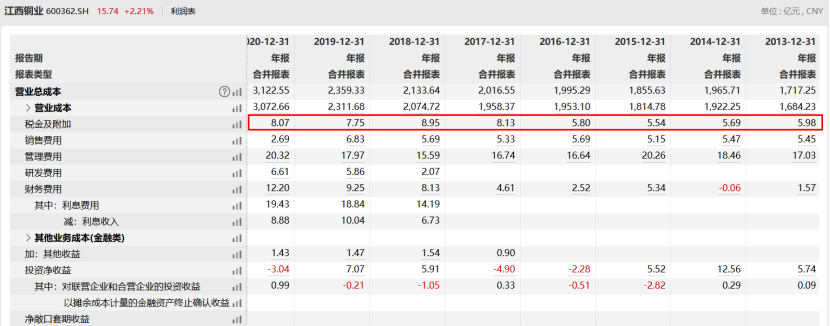 江西铜业 600362.SH 15.74 +2.21% 利润表 单位 : 亿元 , CNY
报告期 20-12-31 2019-12-31 2018-12-31 2017-12-31 2016-12-31 2015-12-31 2014-12-31 2013-12-31
年报 年报 年报 年报 年报 年报 年报 年报
报表类型 合并报表 合并报表 合并报表 合并报表 合并报表 合并报表 合并报表 合并报表
营业总成本 ? 3,122.55 2,359.33 2,133.64 2,016.55 1,995.29 1,855.63 1,965.71 1,717.25
> 营业成本 3,072.66 2,311.68 2,074.72 1,958.37 1,953.10 1,814.78 1,922.25 1,684.23
税金及附加 8.07 7.75 8.95 8.13 5.80 5.54 5.69 5.98
销售费用 2.69 6.83 5.69 5.33 5.69 5.15 5.47 5.45
管理费用 20.32 17.97 15.59 16.74 16.64 20.26 18.46 17.03
研发费用 6.61 5.86 2.07
财务费用 12.20 9.25 8.13 4.61 2.52 5.34 -0.06 1.57
其中：利息费用 19.43 18.84 14.19
减：利息收入 8.88 10.04 6.73
> 其他业务成本(金融类)
加：其他收益 1.43 1.47 1.54 0.90
投资净收益 -3.04 7.07 5.91 -4.90 -2.28 5.52 12.56 5.74
其中：对联营企业和合营企业的投资收益 0.99 -0.21 -1.05 0.33 -0.51 -2.82 0.29 0.09
以摊余成本计量的金融资产终止确认收益
净敞口套期收益